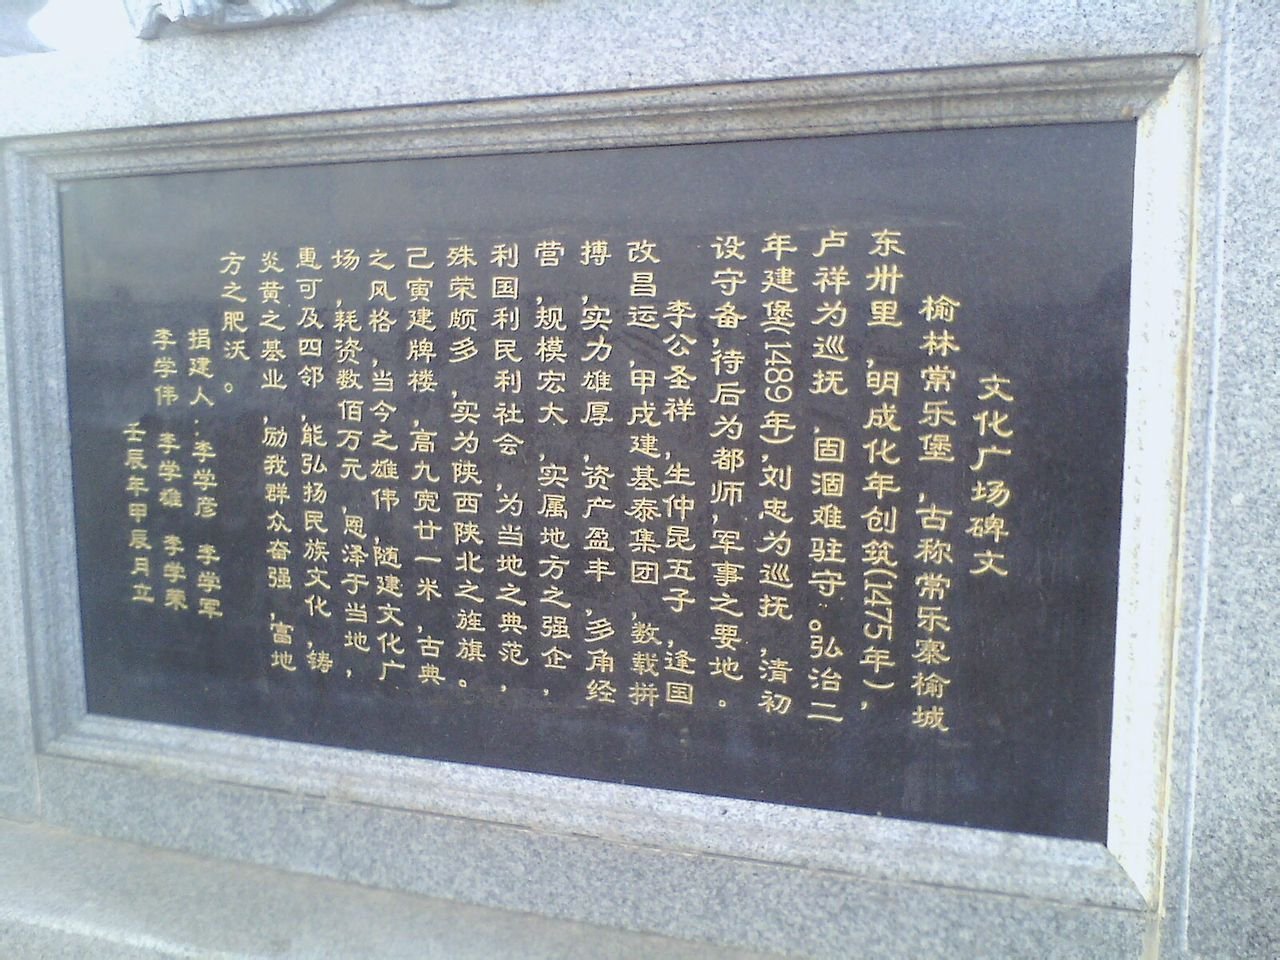 文化广场碑文
榆林常乐堡，古称常乐寨榆城
东卅里，明成化年创筑(1475年)，
卢祥为巡抚，固涸难驻守。弘治二
年建堡(1489年)，刘忠为巡抚，清初
设守备，待后为都师，军事之要地。
李公圣祥，生仲昆五子，逢国
改昌运，甲戌建基泰集团，数载拼
搏，实力雄厚，资产盈丰，多角经
营，规模宏大，实属地方之强企，
利国利民利社会，为当地之典范，
殊荣颇多，实为陕西陕北之旌旗。
己寅建牌楼，高九宽廿一米，古典
之风格，当今之雄伟，随建文化广
场，耗资数佰万元，恩泽于当地，
惠可及四邻，能弘扬民族文化，铸
炎黄之基业，励我群众奋强，富地
方之肥沃。
捐建人：李学彦 李学军
李学伟 李学雄 李学荣
壬辰年甲辰月立